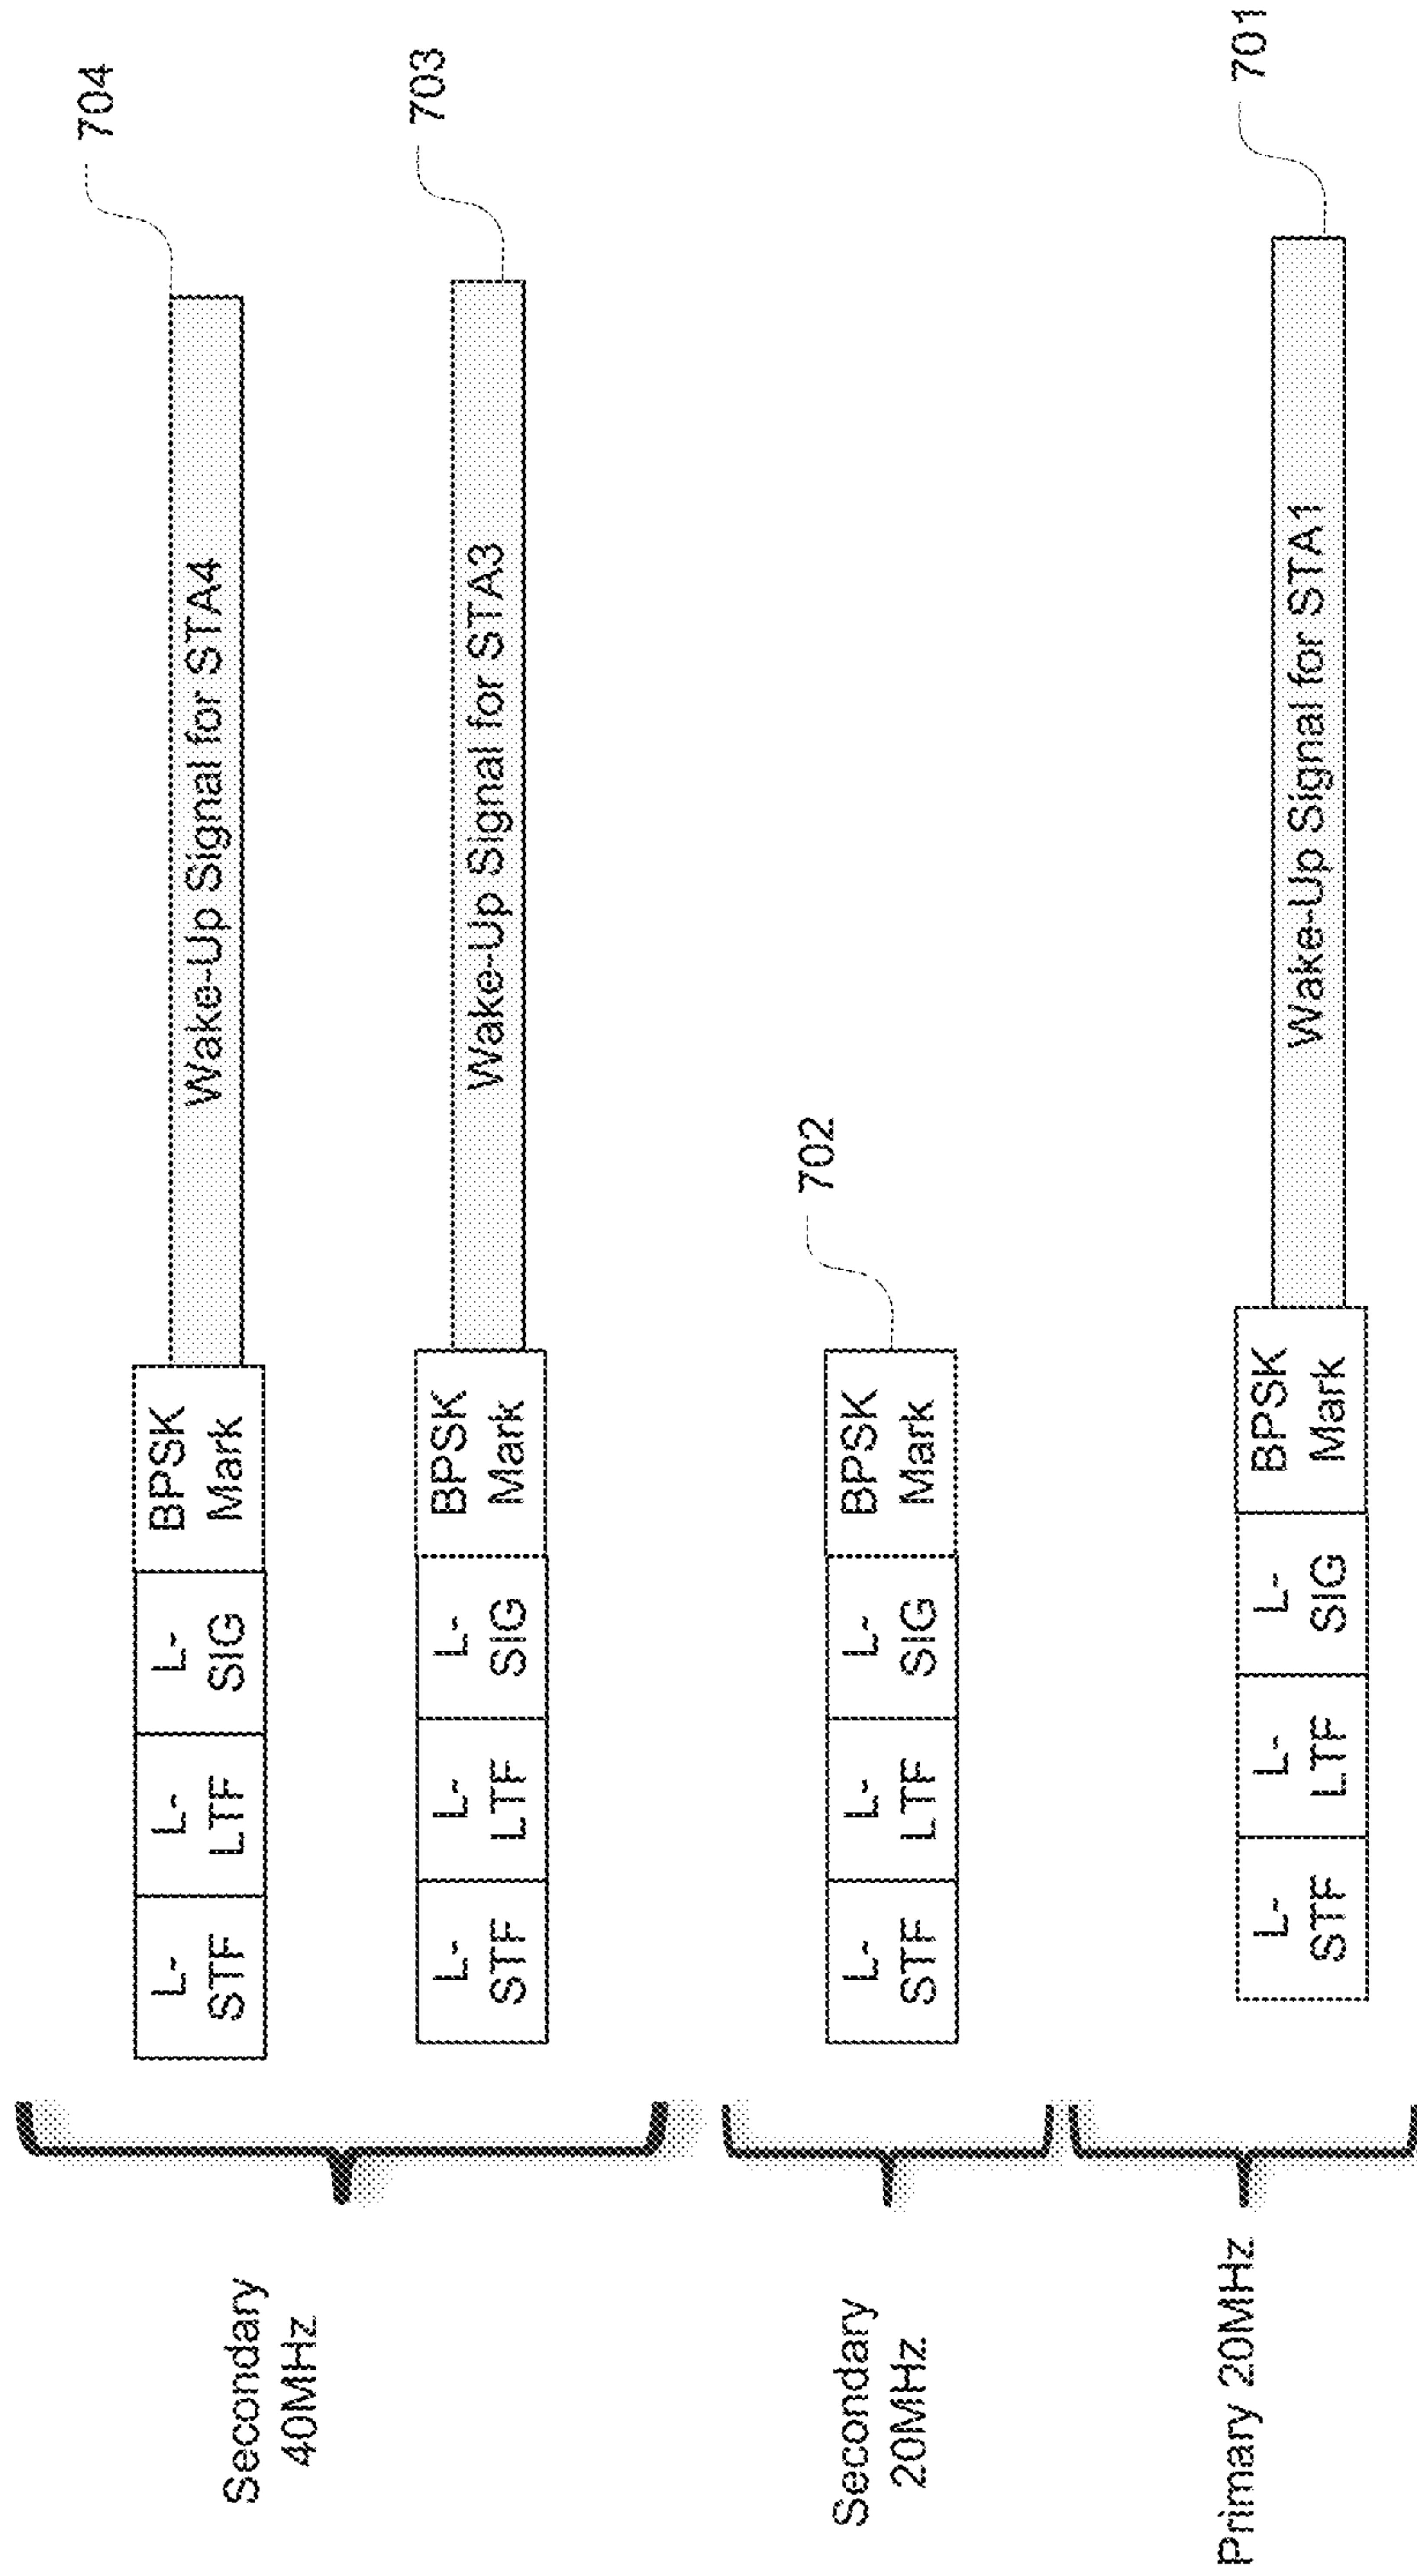 Secondary
40MHz
L-
STF
L-
LTF
L-
SIG
BPSK
Mark
Wake-Up Signal for STA4
704
L-
STF
L-
LTF
L-
SIG
BPSK
Mark
Wake-Up Signal for STA3
703
Secondary
20MHz
L-
STF
L-
LTF
L-
SIG
BPSK
Mark
702
Primary 20MHz
L-
STF
L-
LTF
L-
SIG
BPSK
Mark
Wake-Up Signal for STA1
701